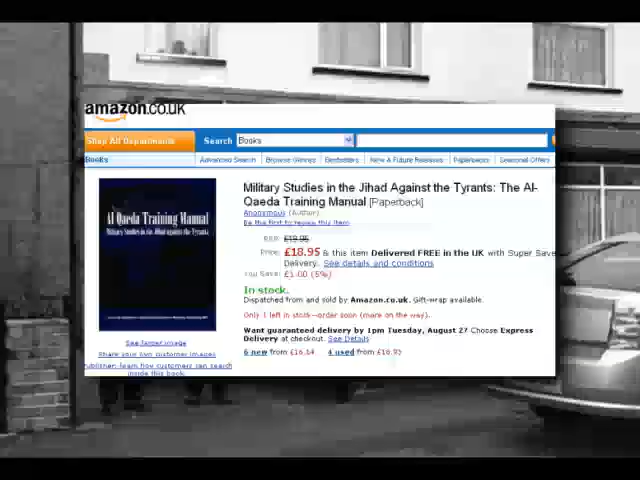 amazon.co.uk
Shop All Departments Search Books
Books Advanced Search Browse Genres Bestsellers New & Future Releases Paperbacks Seasonal Offers
Al Qaeda Training Manual
Military Studies in the Jihad Against the Tyrants
Military Studies in the Jihad Against the Tyrants: The Al-
Qaeda Training Manual [Paperback]
Anonymous (Author)
Be the first to review this item
Price: £18.95 & this item Delivered FREE in the UK with Super Save
Delivery. See details and conditions
You Save: £1.00 (5%)
In stock.
Dispatched from and sold by Amazon.co.uk. Gift-wrap available.
Only 1 left in stock--order soon (more on the way).
Want guaranteed delivery by 1pm Tuesday, August 27 Choose Express
Delivery at checkout. See Details
6 new from £16.14 4 used from £18.93
See larger image
Share your own customer images
Publisher: learn how customers can search
inside this book.